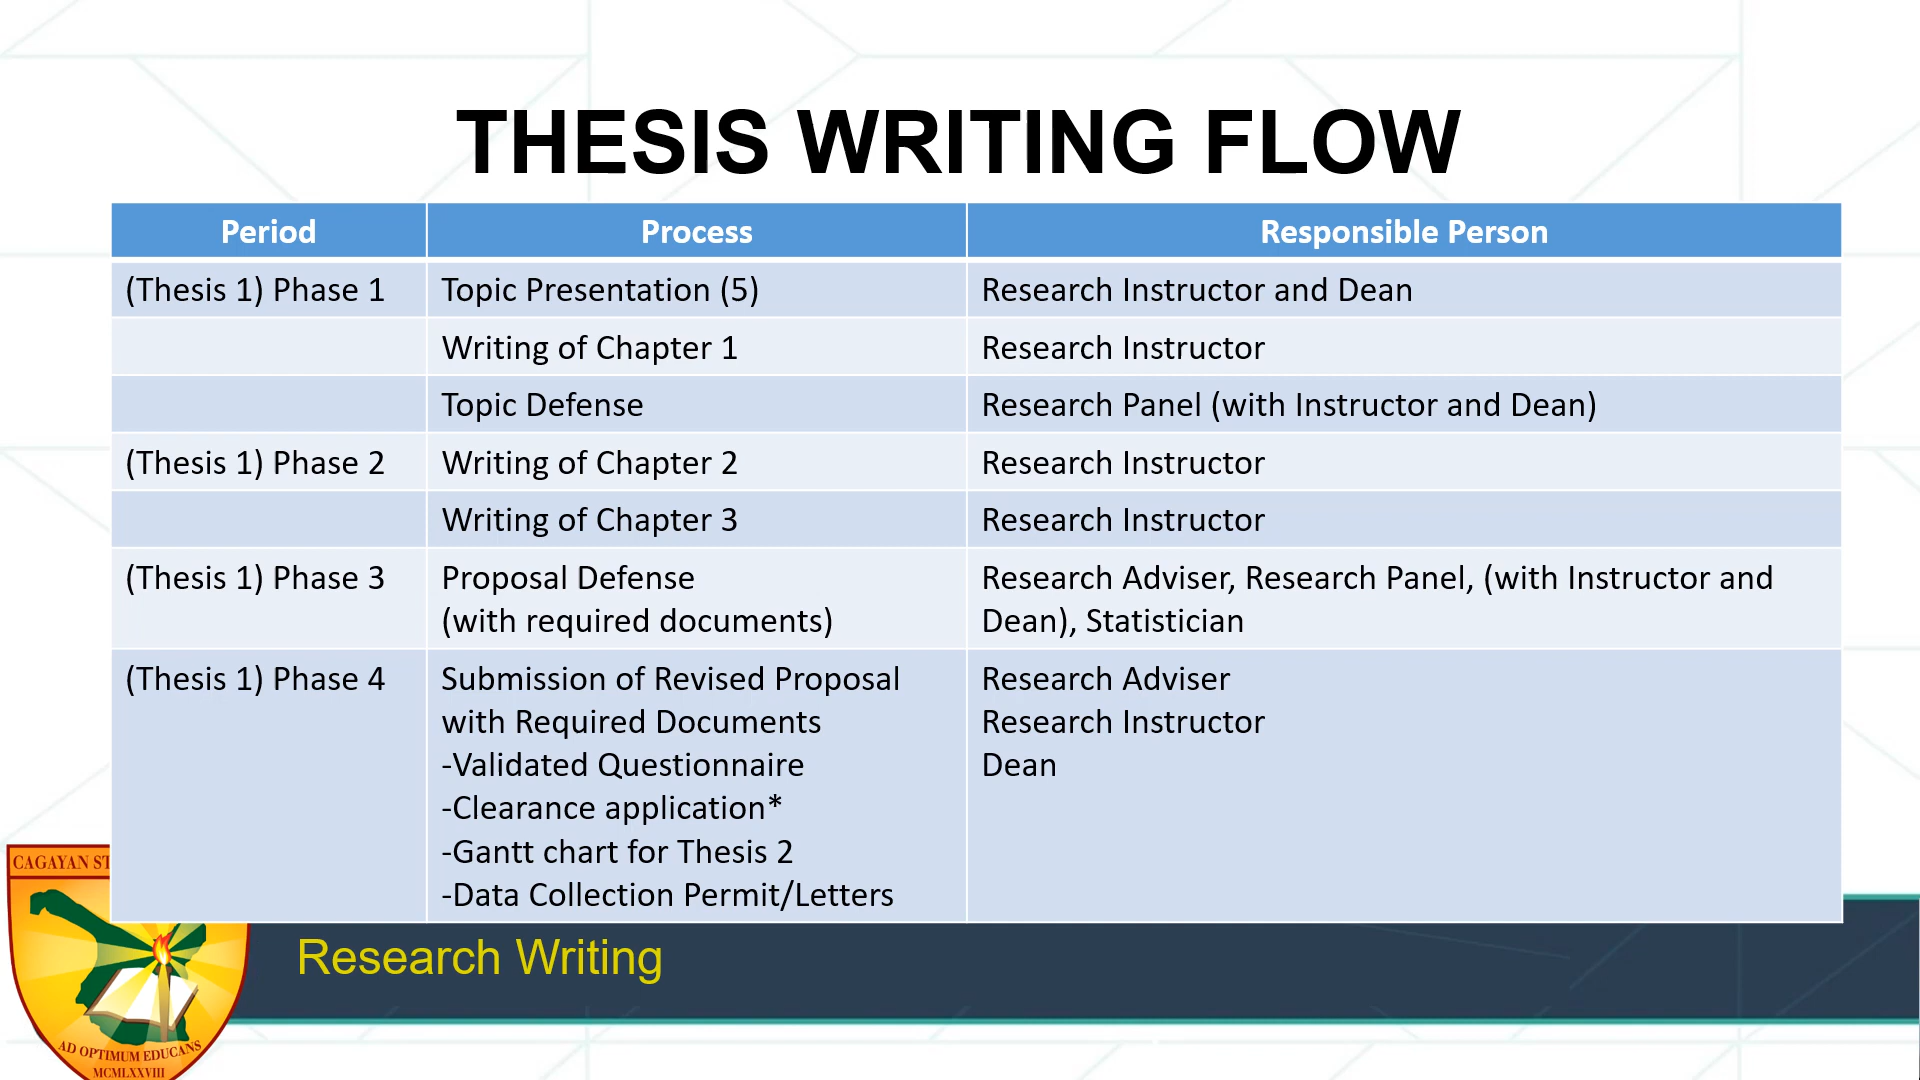 THESIS WRITING FLOW
Period Process Responsible Person
(Thesis 1) Phase 1 Topic Presentation (5) Research Instructor and Dean
Writing of Chapter 1 Research Instructor
Topic Defense Research Panel (with Instructor and Dean)
(Thesis 1) Phase 2 Writing of Chapter 2 Research Instructor
Writing of Chapter 3 Research Instructor
(Thesis 1) Phase 3 Proposal Defense Research Adviser, Research Panel, (with Instructor and
(with required documents) Dean), Statistician
(Thesis 1) Phase 4 Submission of Revised Proposal Research Adviser
with Required Documents Research Instructor
-Validated Questionnaire Dean
-Clearance application*
-Gantt chart for Thesis 2
-Data Collection Permit/Letters
CAGAYAN ST
Research Writing
AD OPTIMUM EDUCANS
MCMLXXVIII